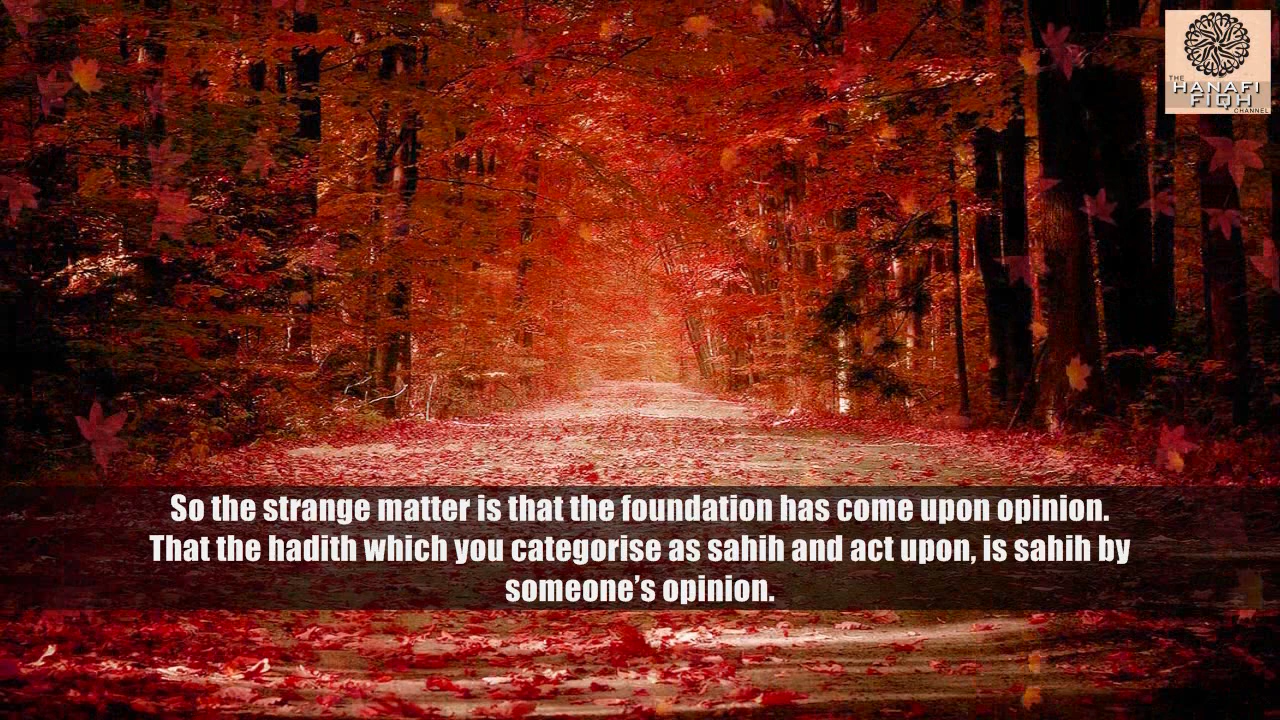 THE
HANAFI
FIQH
CHANNEL
So the strange matter is that the foundation has come upon opinion.
That the hadith which you categorise as sahih and act upon, is sahih by
someone’s opinion.